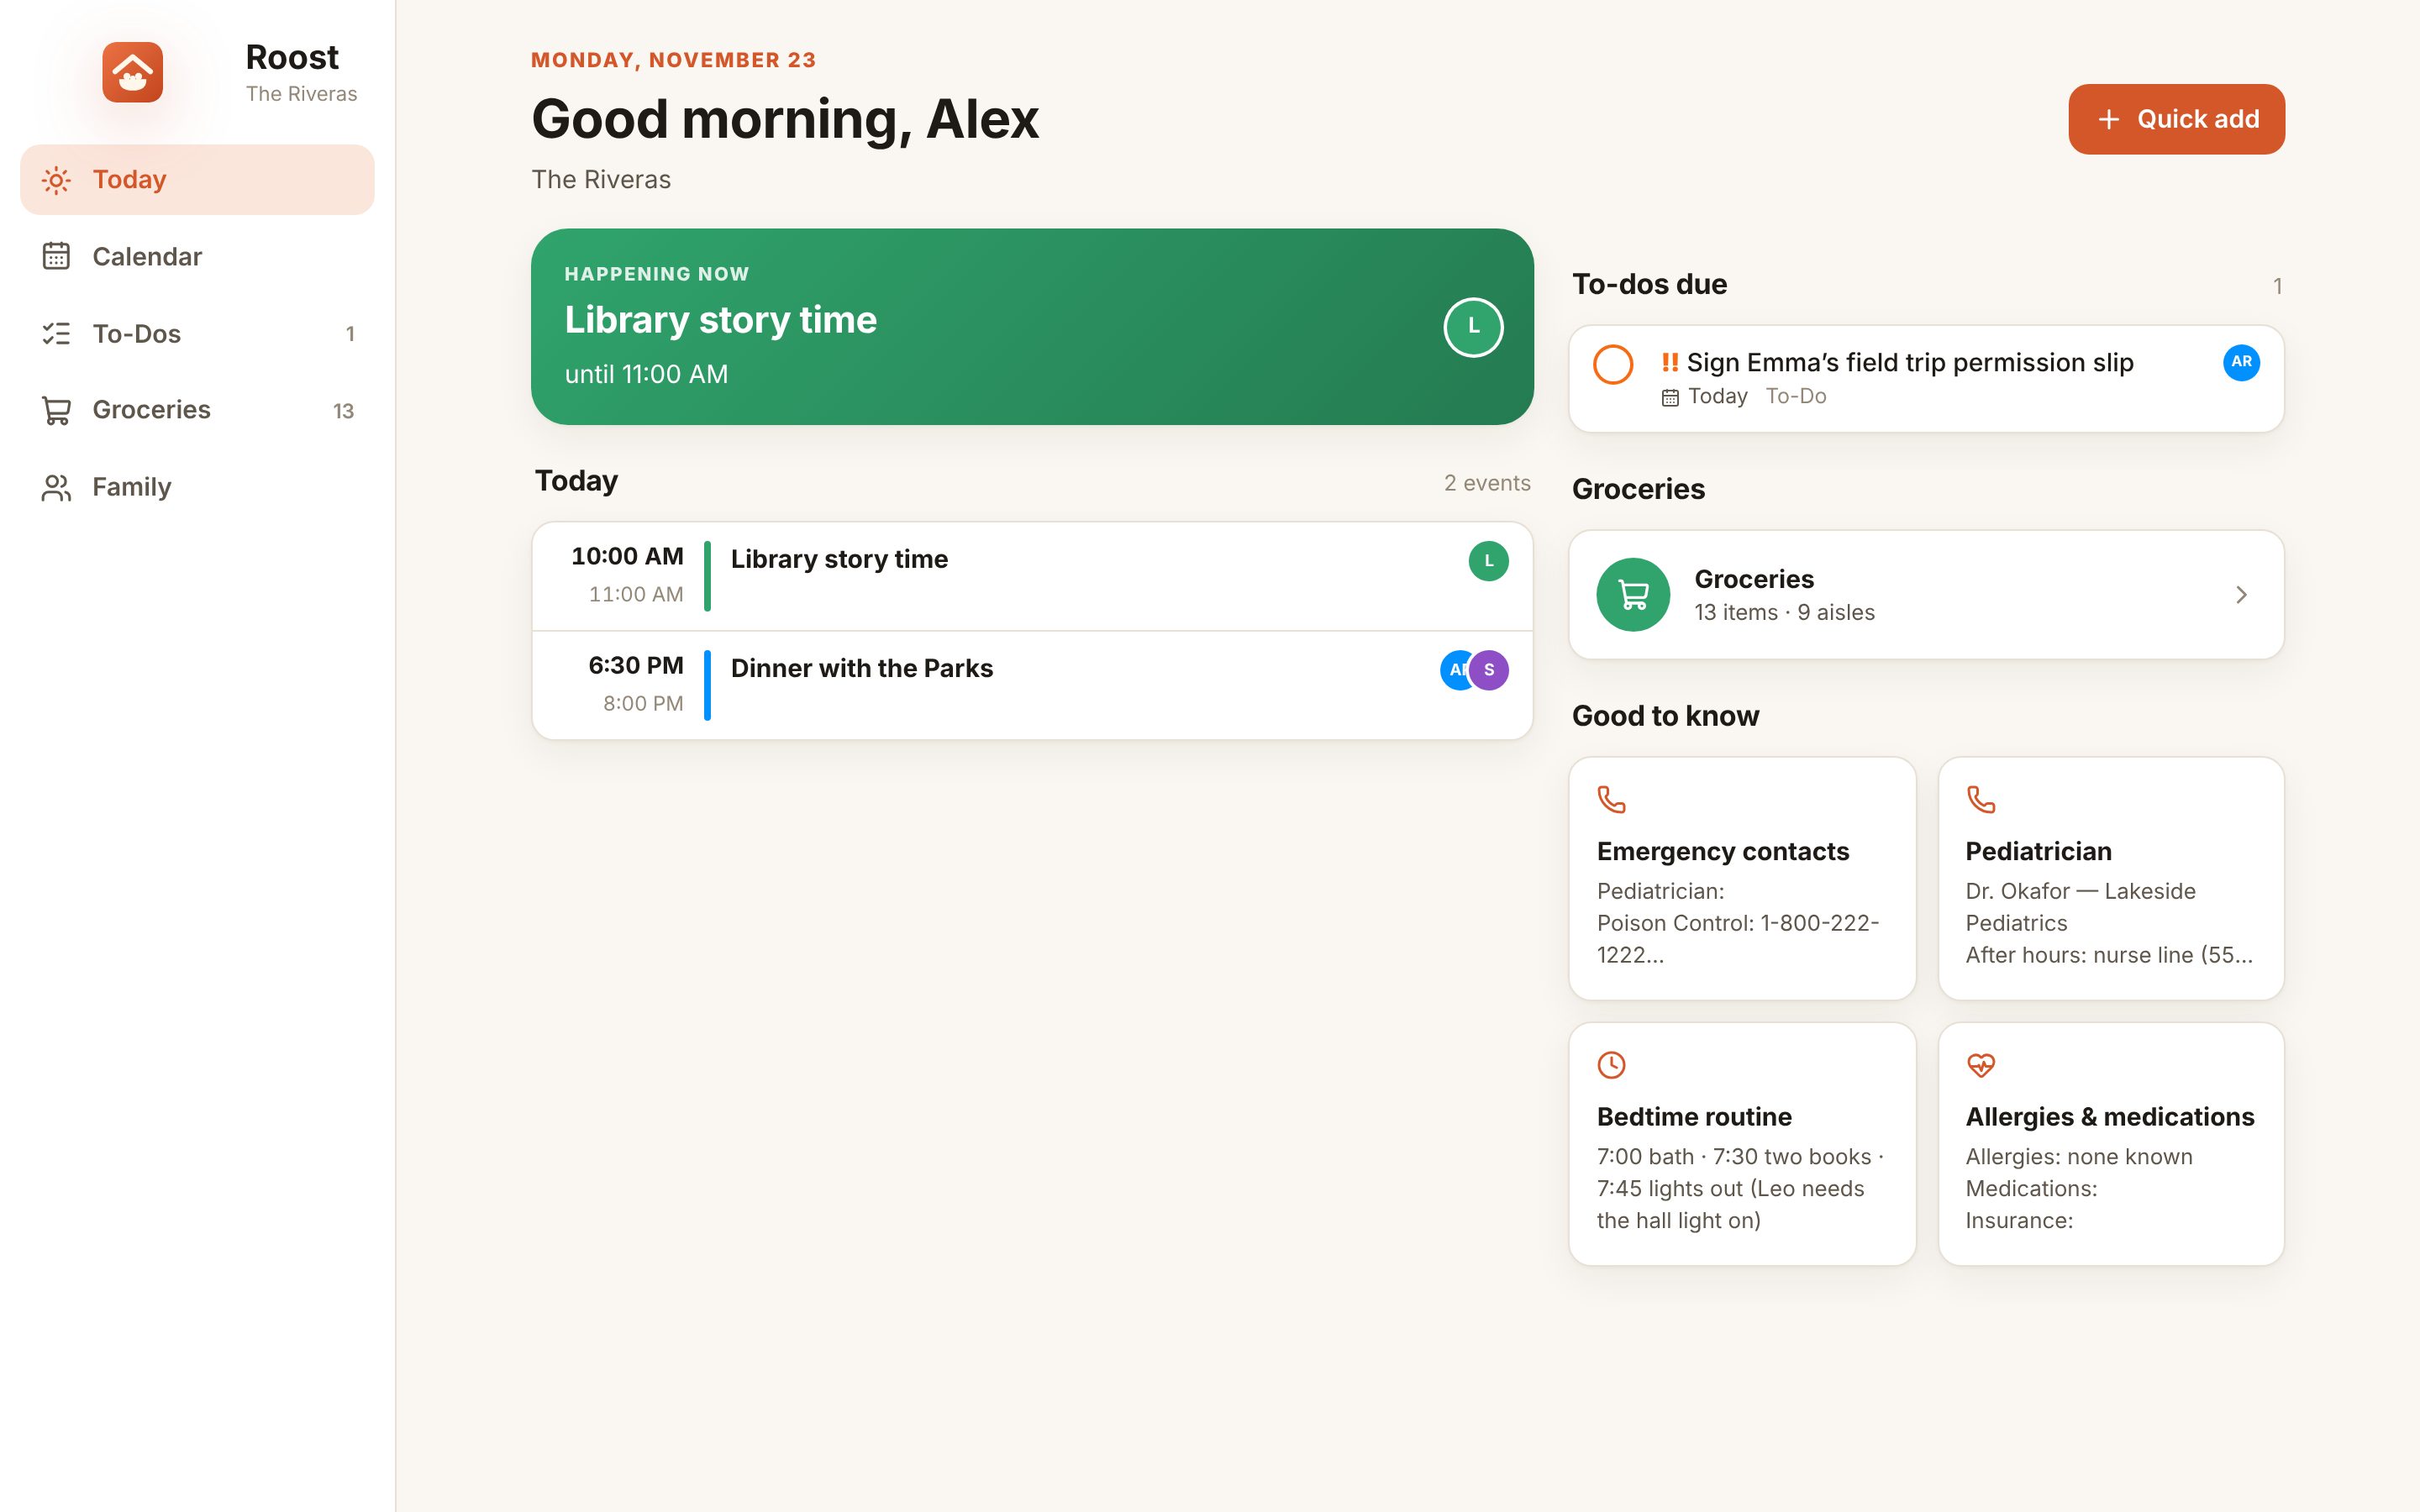 Roost
The Riveras
Today
Calendar
To-Dos 1
Groceries 13
Family
MONDAY, NOVEMBER 23
Good morning, Alex
The Riveras
Quick add
HAPPENING NOW
Library story time
until 11:00 AM
L
Today 2 events
10:00 AM Library story time L
11:00 AM
6:30 PM Dinner with the Parks S
8:00 PM
To-dos due 1
!! Sign Emma’s field trip permission slip AR
Today To-Do
Groceries
Groceries
13 items · 9 aisles
Good to know
Emergency contacts
Pediatrician:
Poison Control: 1-800-222-
1222...
Pediatrician
Dr. Okafor — Lakeside
Pediatrics
After hours: nurse line (55...
Bedtime routine
7:00 bath · 7:30 two books ·
7:45 lights out (Leo needs
the hall light on)
Allergies & medications
Allergies: none known
Medications:
Insurance: